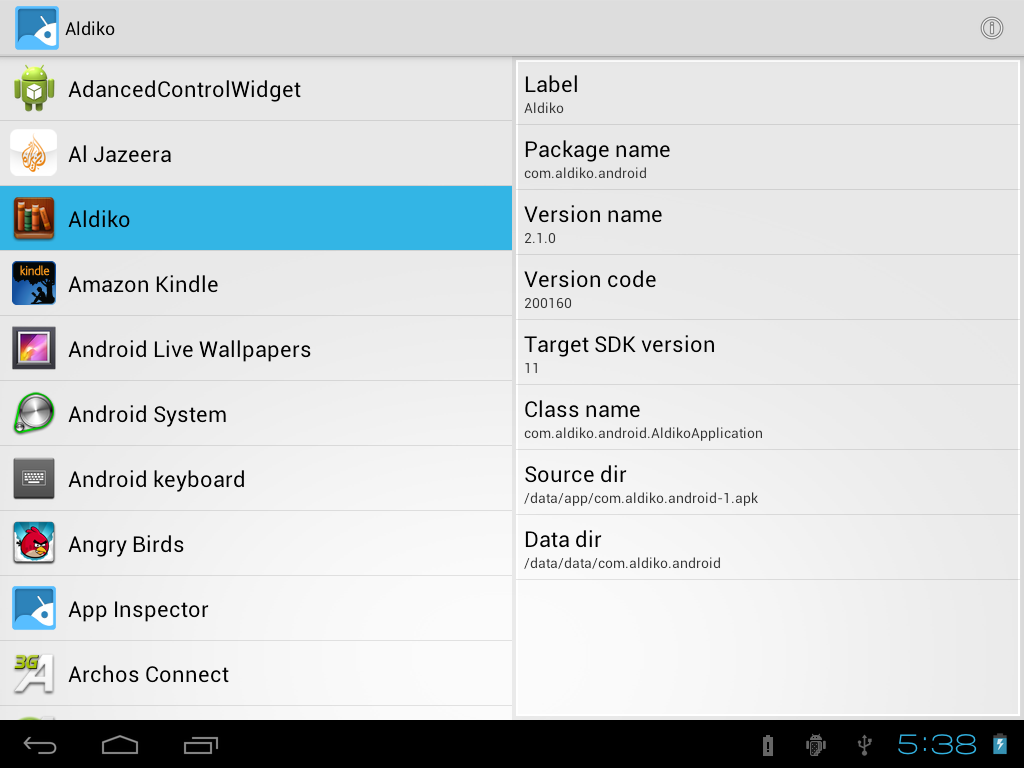 Aldiko
AdancedControlWidget
Al Jazeera
Aldiko
kindle
Amazon Kindle
Android Live Wallpapers
Android System
Android keyboard
Angry Birds
App Inspector
3G
Archos Connect
Label
Aldiko
Package name
com.aldiko.android
Version name
2.1.0
Version code
200160
Target SDK version
11
Class name
com.aldiko.android.AldikoApplication
Source dir
/data/app/com.aldiko.android-1.apk
Data dir
/data/data/com.aldiko.android
5:38